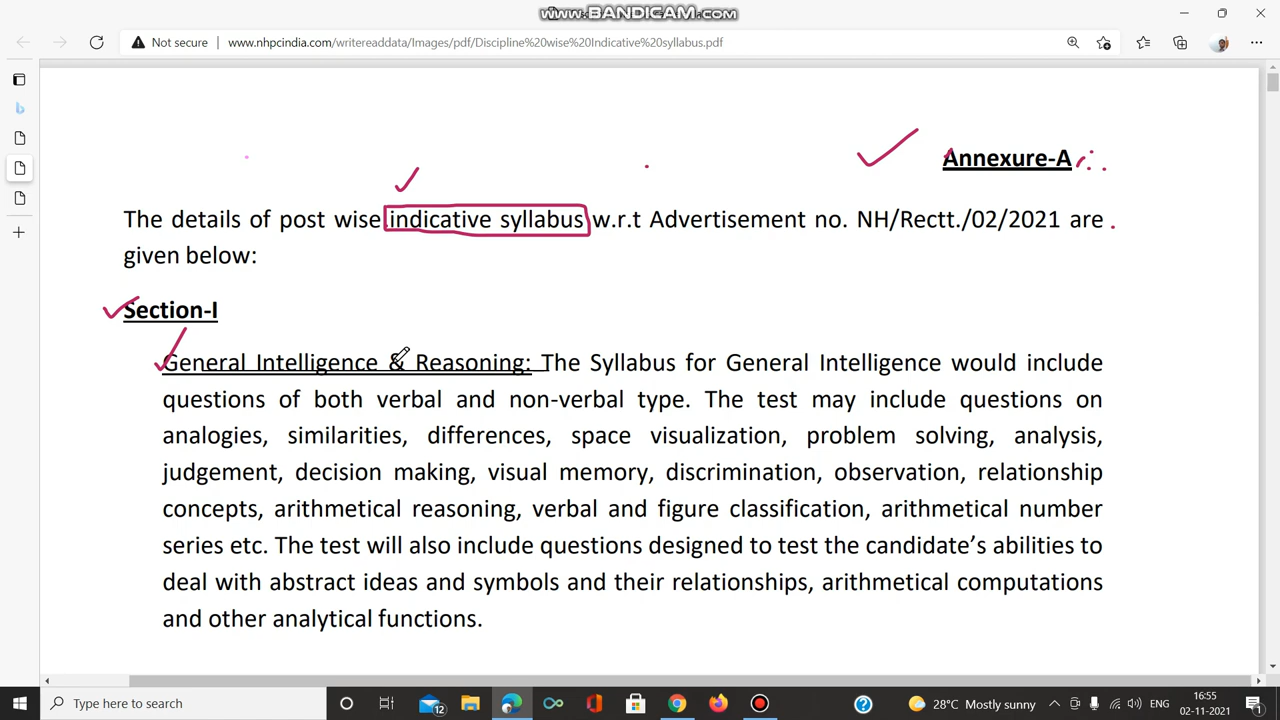 www.BANDICAM.com
Not secure www.nhpcindia.com/writereaddata/Images/pdf/Discipline%20wise%20Indicative%20syllabus.pdf
Annexure-A
The details of post wise indicative syllabus w.r.t Advertisement no. NH/Rectt./02/2021 are
given below:
Section-I
General Intelligence & Reasoning: The Syllabus for General Intelligence would include
questions of both verbal and non-verbal type. The test may include questions on
analogies, similarities, differences, space visualization, problem solving, analysis,
judgement, decision making, visual memory, discrimination, observation, relationship
concepts, arithmetical reasoning, verbal and figure classification, arithmetical number
series etc. The test will also include questions designed to test the candidate's abilities to
deal with abstract ideas and symbols and their relationships, arithmetical computations
and other analytical functions.
Type here to search
12
28°C Mostly sunny
ENG
16:55
02-11-2021
1